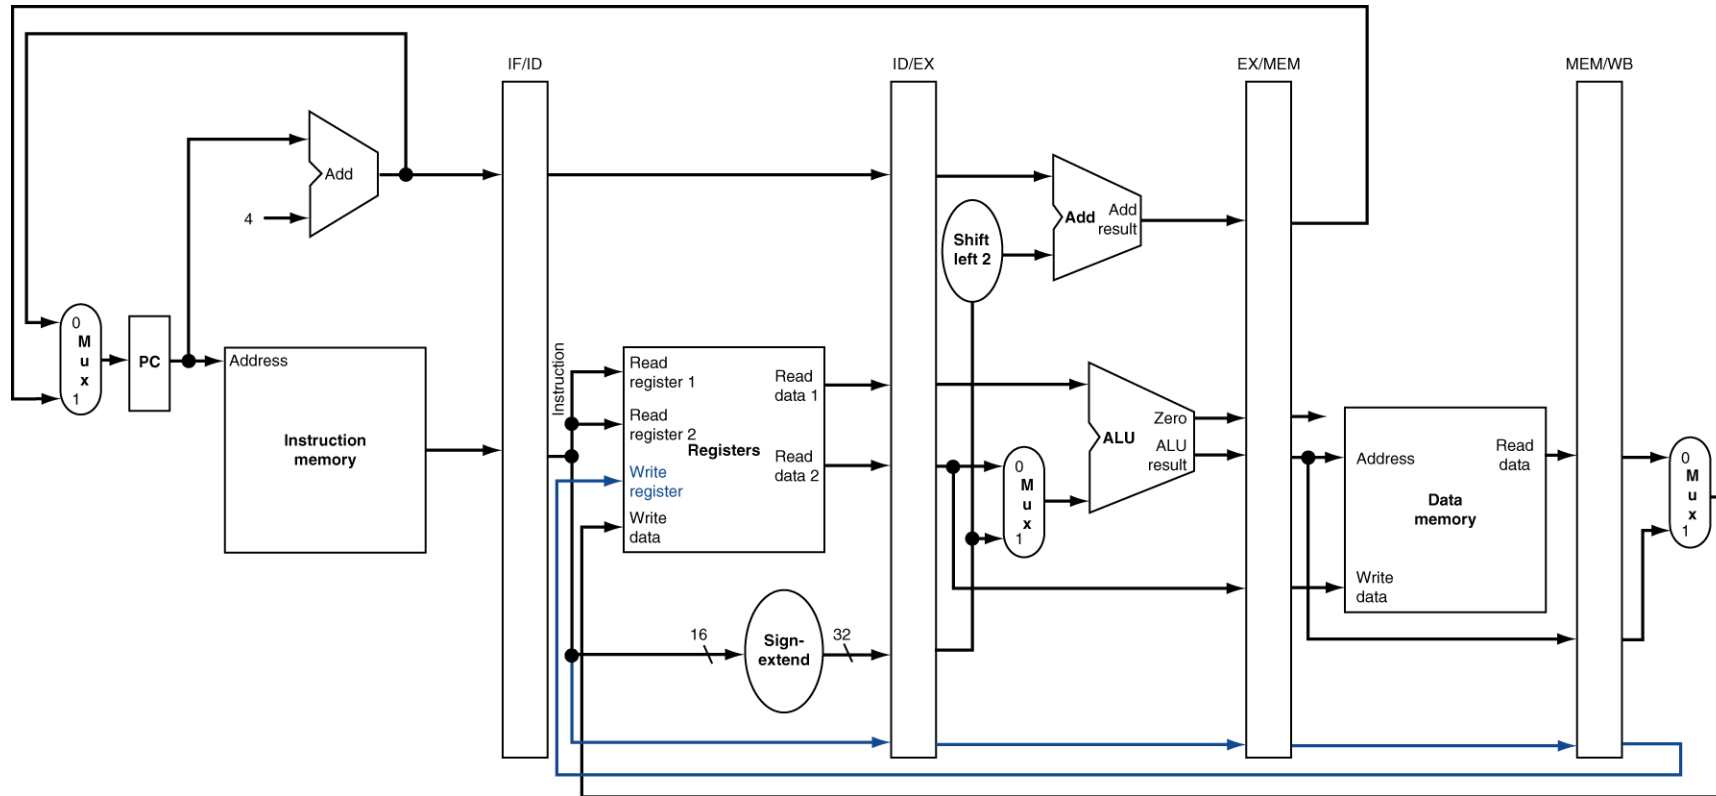 IF/ID
ID/EX
EX/MEM
MEM/WB
Add
4
Add
Add
result
Shift
left 2
0
M
u
x
1
PC
Address
Instruction
memory
Instruction
Read
register 1
Read
register 2
Write
register
Write
data
Registers
Read
data 1
Read
data 2
0
M
u
x
1
Zero
ALU
ALU
result
Address
Read
data
Data
memory
Write
data
0
M
u
x
1
16
Sign-
extend
32